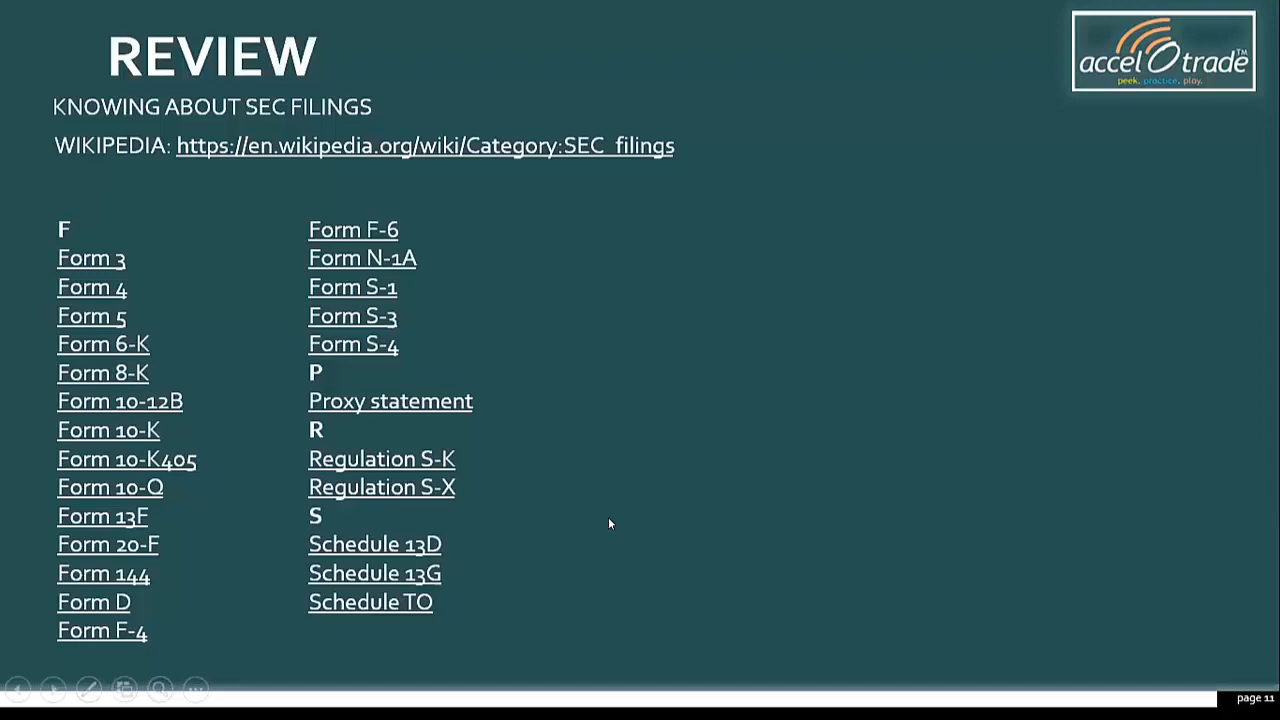 REVIEW
accelOtrade™
peek. practice. play.
KNOWING ABOUT SEC FILINGS
WIKIPEDIA: https://en.wikipedia.org/wiki/Category:SEC_filings
F
Form 3
Form 4
Form 5
Form 6-K
Form 8-K
Form 10-12B
Form 10-K
Form 10-K405
Form 10-Q
Form 13F
Form 20-F
Form 144
Form D
Form F-4
Form F-6
Form N-1A
Form S-1
Form S-3
Form S-4
P
Proxy statement
R
Regulation S-K
Regulation S-X
S
Schedule 13D
Schedule 13G
Schedule TO
page 11